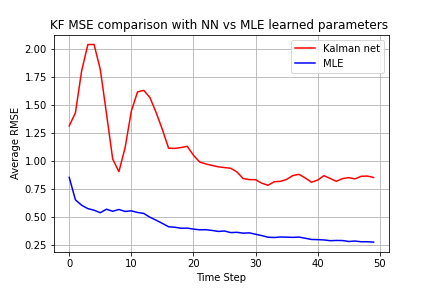 KF MSE comparison with NN vs MLE learned parameters
Kalman net
MLE
2.00
1.75
1.50
1.25
1.00
0.75
0.50
0.25
Average RMSE
0 10 20 30 40 50
Time Step